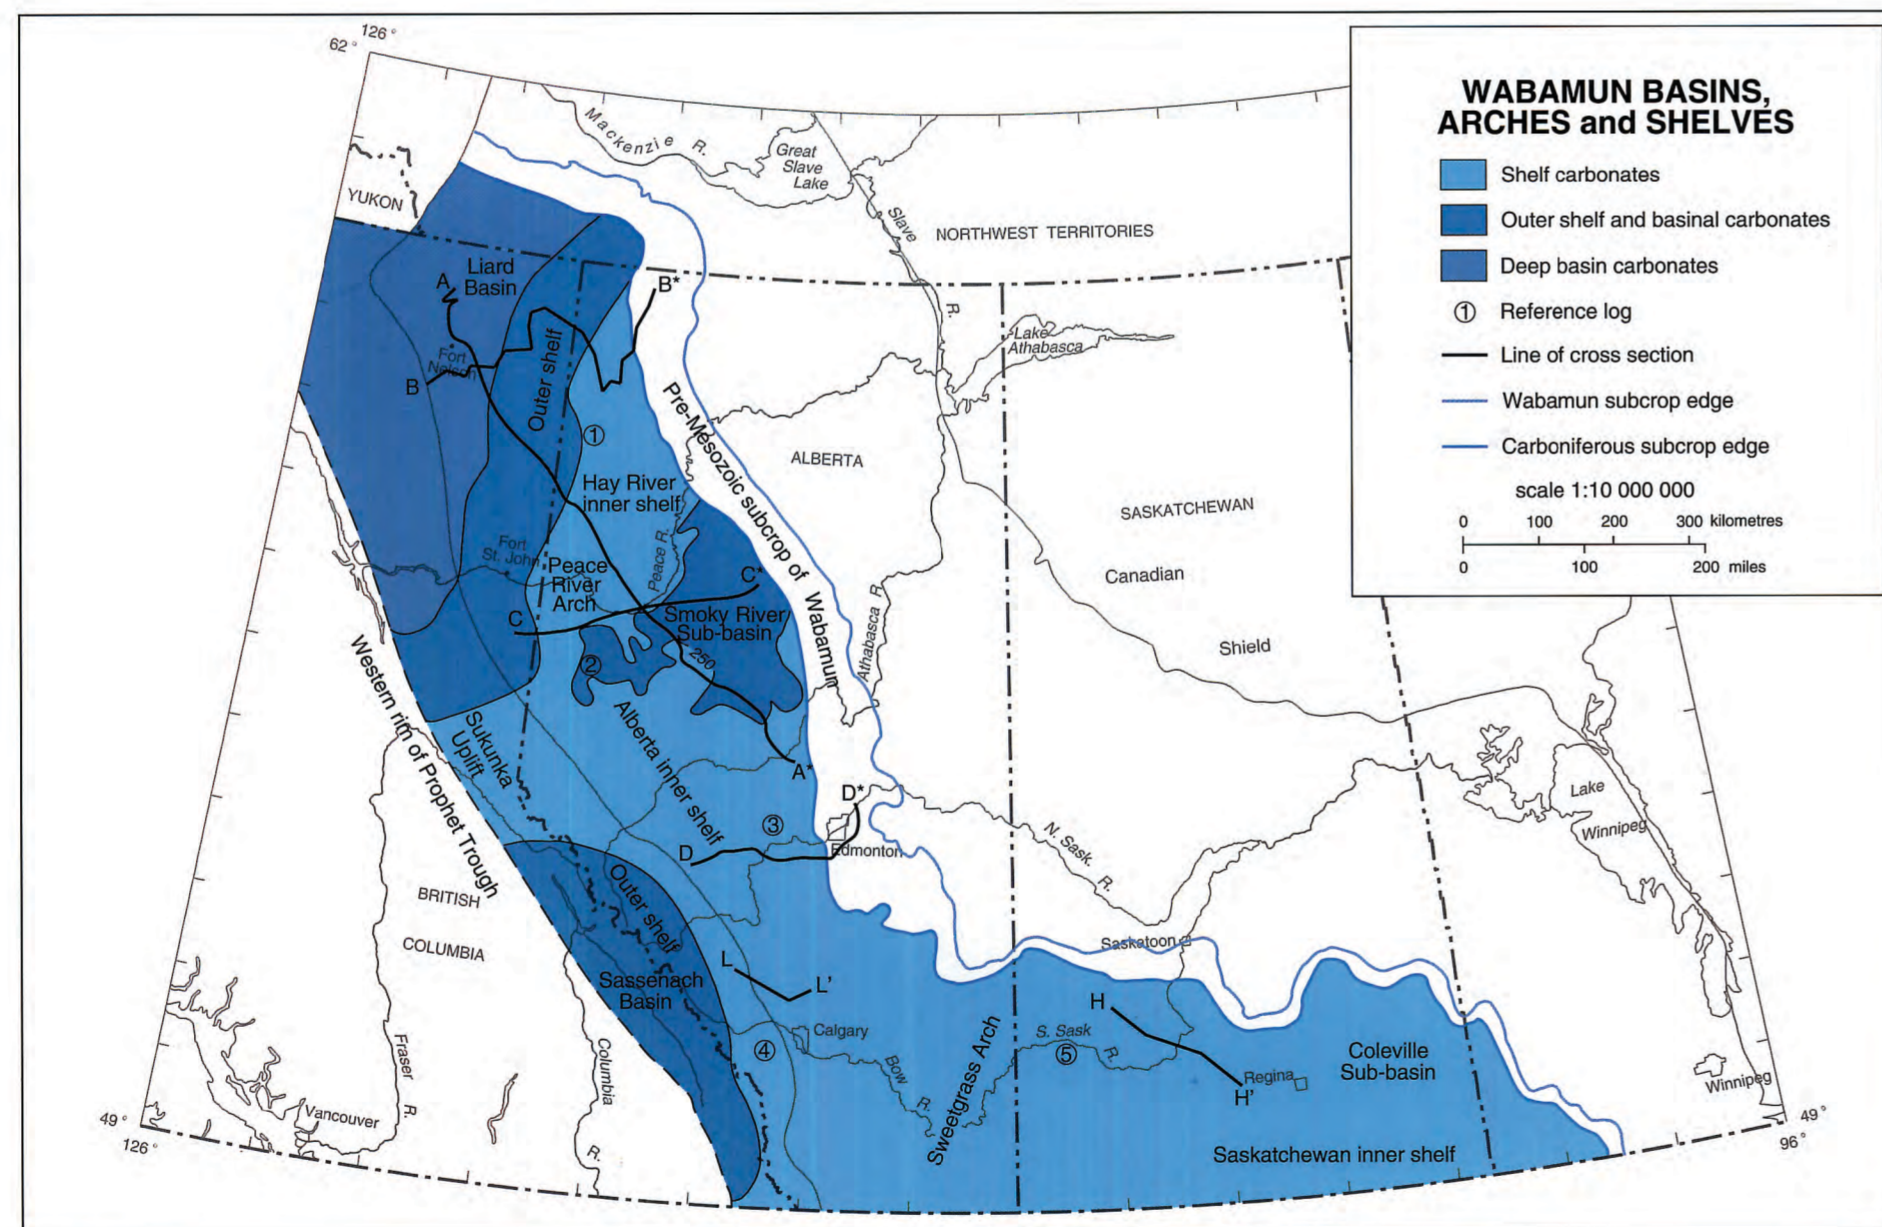 WABAMUN BASINS,
ARCHES and SHELVES
Shelf carbonates
Outer shelf and basinal carbonates
Deep basin carbonates
① Reference log
Line of cross section
Wabamun subcrop edge
Carboniferous subcrop edge
scale 1:10 000 000
0 100 200 300 kilometres
0 100 200 miles
126°
62°
Mackenzie R.
Great
Slave
Lake
YUKON
Slave
R.
NORTHWEST TERRITORIES
Liard
Basin
A
B*
Lake
Athabasca
Fort
Nelson
B
Outer shelf
Pre-Mesozoic subcrop of Wabamun
①
ALBERTA
Hay River
inner shelf
SASKATCHEWAN
Canadian
Shield
Fort
St. John
Peace
River
Arch
Peace R.
C*
C
Smoky River
Sub-basin
Athabasca R.
②
250
Western rim of Prophet Trough
Sukunka
Uplift
Alberta inner shelf
A*
D*
③
D
Edmonton
N. Sask. R.
Lake
Winnipeg
BRITISH
COLUMBIA
Outer shelf
Sassenach
Basin
L
L'
Saskatoon
H
Calgary
④
Bow
R.
Sweetgrass Arch
S. Sask
R.
⑤
Regina
H'
Coleville
Sub-basin
Winnipeg
Fraser
R.
Columbia
R.
Vancouver
Saskatchewan inner shelf
49°
126°
49°
96°